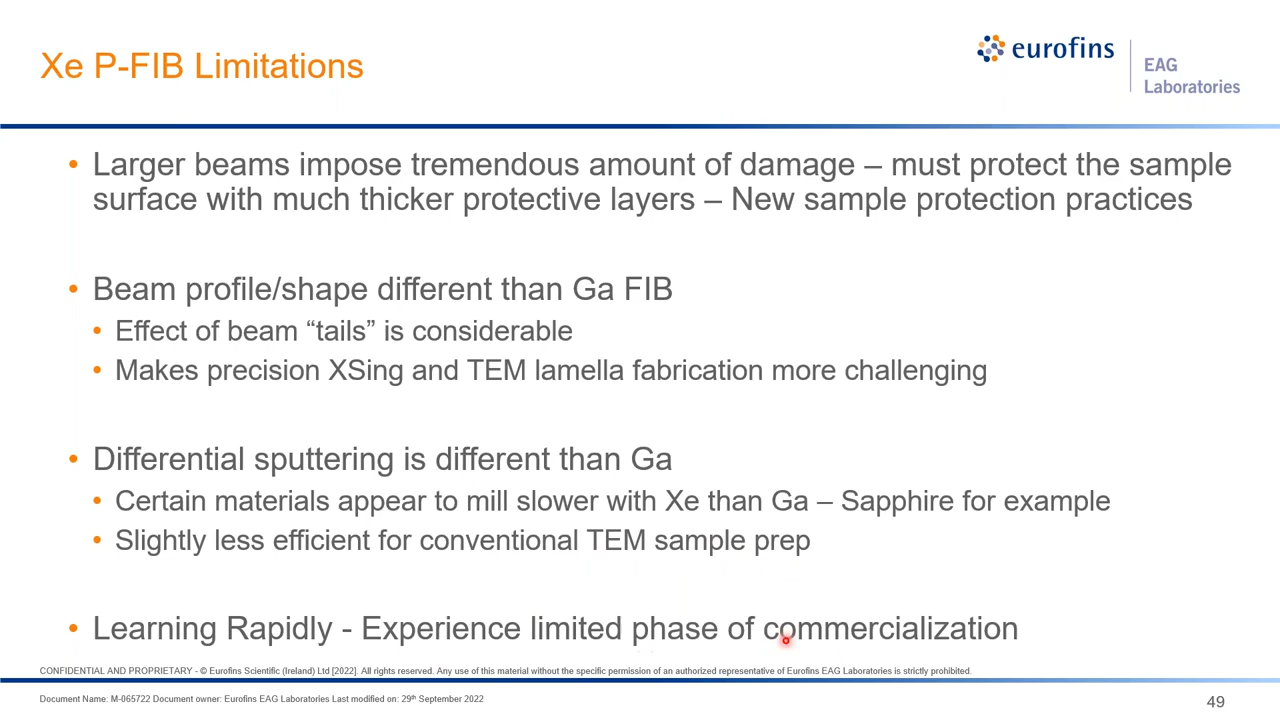 Xe P-FIB Limitations
eurofins
EAG
Laboratories
• Larger beams impose tremendous amount of damage – must protect the sample
surface with much thicker protective layers – New sample protection practices
• Beam profile/shape different than Ga FIB
• Effect of beam “tails” is considerable
• Makes precision XSing and TEM lamella fabrication more challenging
• Differential sputtering is different than Ga
• Certain materials appear to mill slower with Xe than Ga – Sapphire for example
• Slightly less efficient for conventional TEM sample prep
• Learning Rapidly - Experience limited phase of commercialization
CONFIDENTIAL AND PROPRIETARY - © Eurofins Scientific (Ireland) Ltd [2022]. All rights reserved. Any use of this material without the specific permission of an authorized representative of Eurofins EAG Laboratories is strictly prohibited.
Document Name: M-065722 Document owner: Eurofins EAG Laboratories Last modified on: 29th September 2022
49